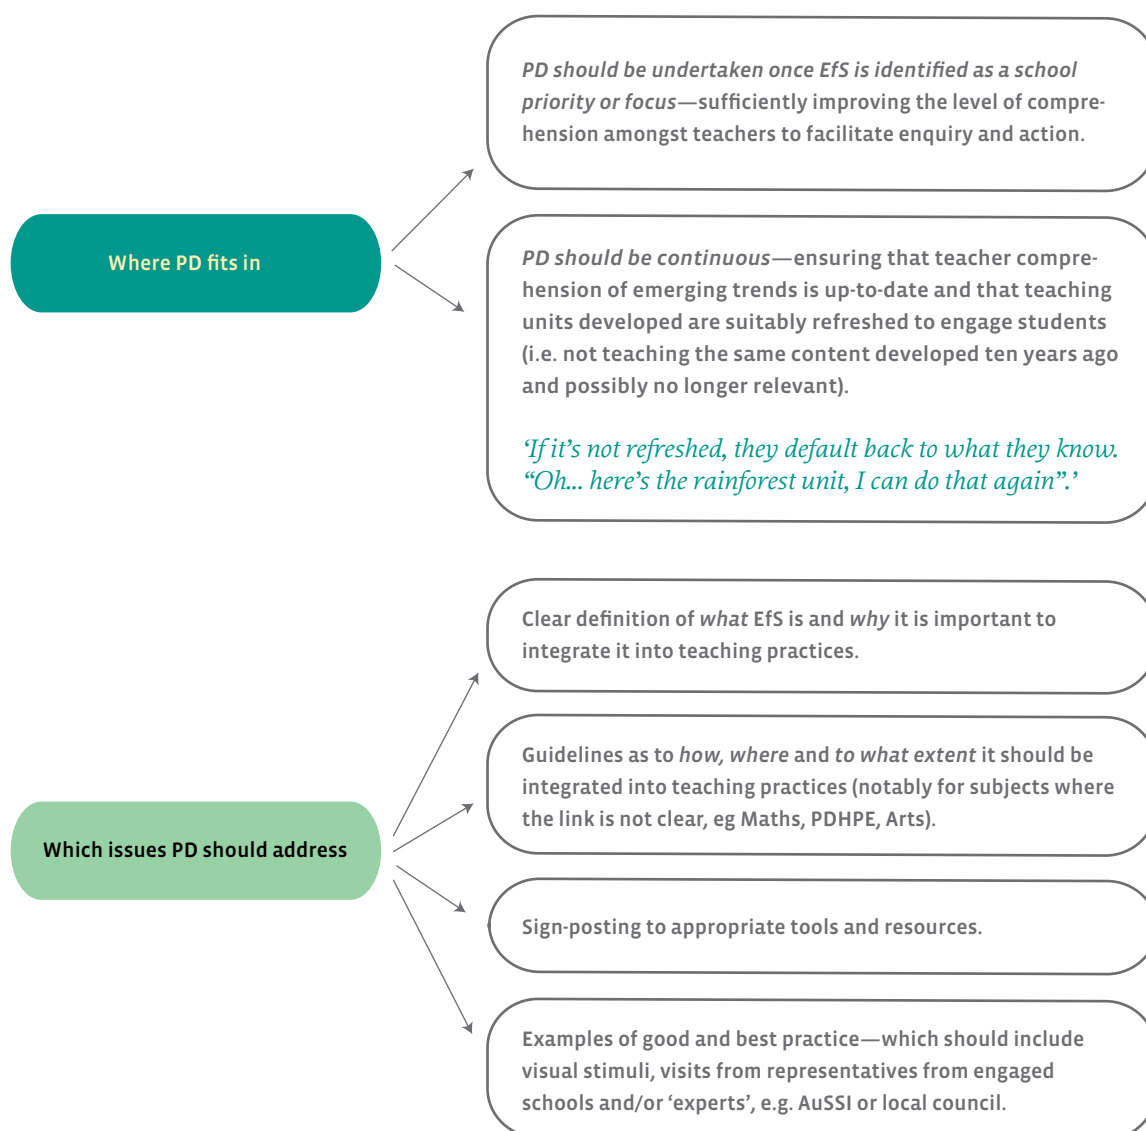 PD should be undertaken once EfS is identified as a school
priority or focus—sufficiently improving the level of compre-
hension amongst teachers to facilitate enquiry and action.
Where PD fits in
PD should be continuous—ensuring that teacher compre-
hension of emerging trends is up-to-date and that teaching
units developed are suitably refreshed to engage students
(i.e. not teaching the same content developed ten years ago
and possibly no longer relevant).
‘If it’s not refreshed, they default back to what they know.
“Oh... here’s the rainforest unit, I can do that again”.’
Clear definition of what EfS is and why it is important to
integrate it into teaching practices.
Guidelines as to how, where and to what extent it should be
integrated into teaching practices (notably for subjects where
the link is not clear, eg Maths, PDHPE, Arts).
Which issues PD should address
Sign-posting to appropriate tools and resources.
Examples of good and best practice—which should include
visual stimuli, visits from representatives from engaged
schools and/or ‘experts’, e.g. AuSSI or local council.